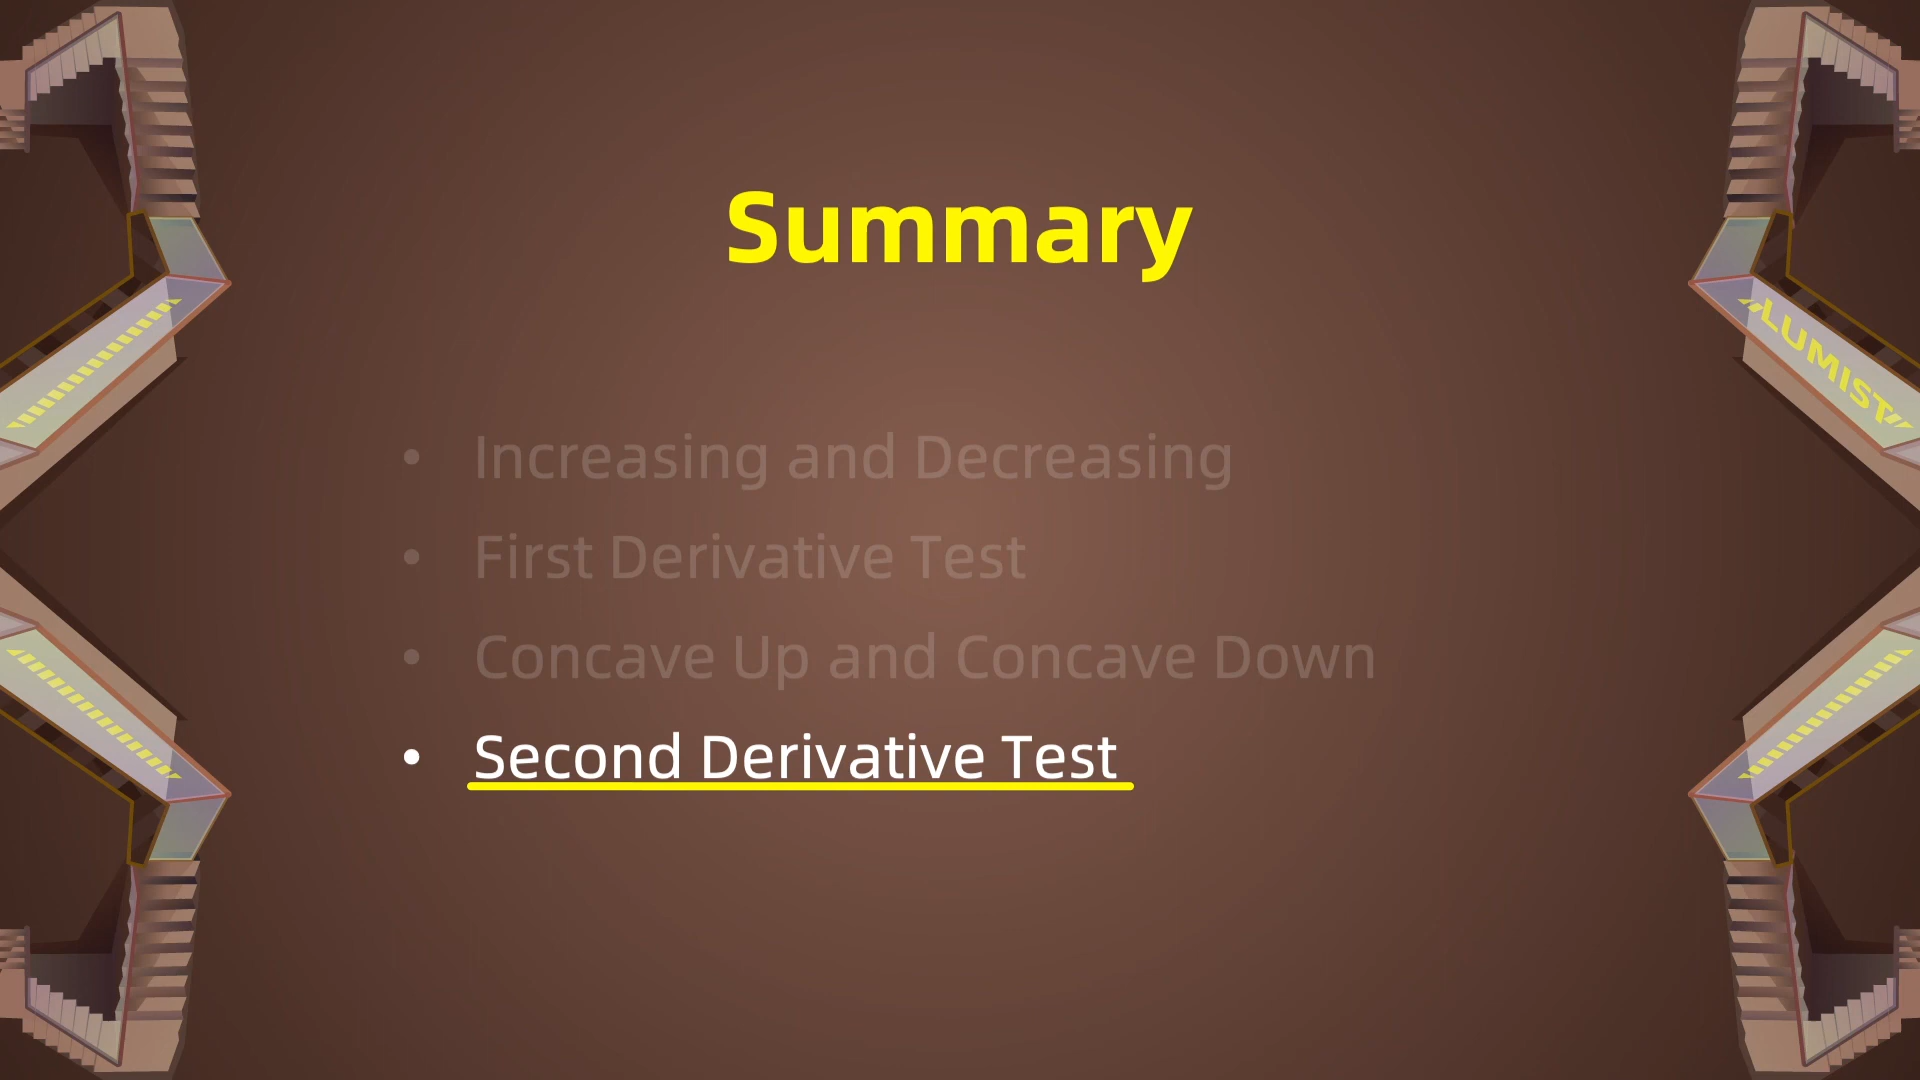 Summary
• Increasing and Decreasing
• First Derivative Test
• Concave Up and Concave Down
• Second Derivative Test
LUMIST